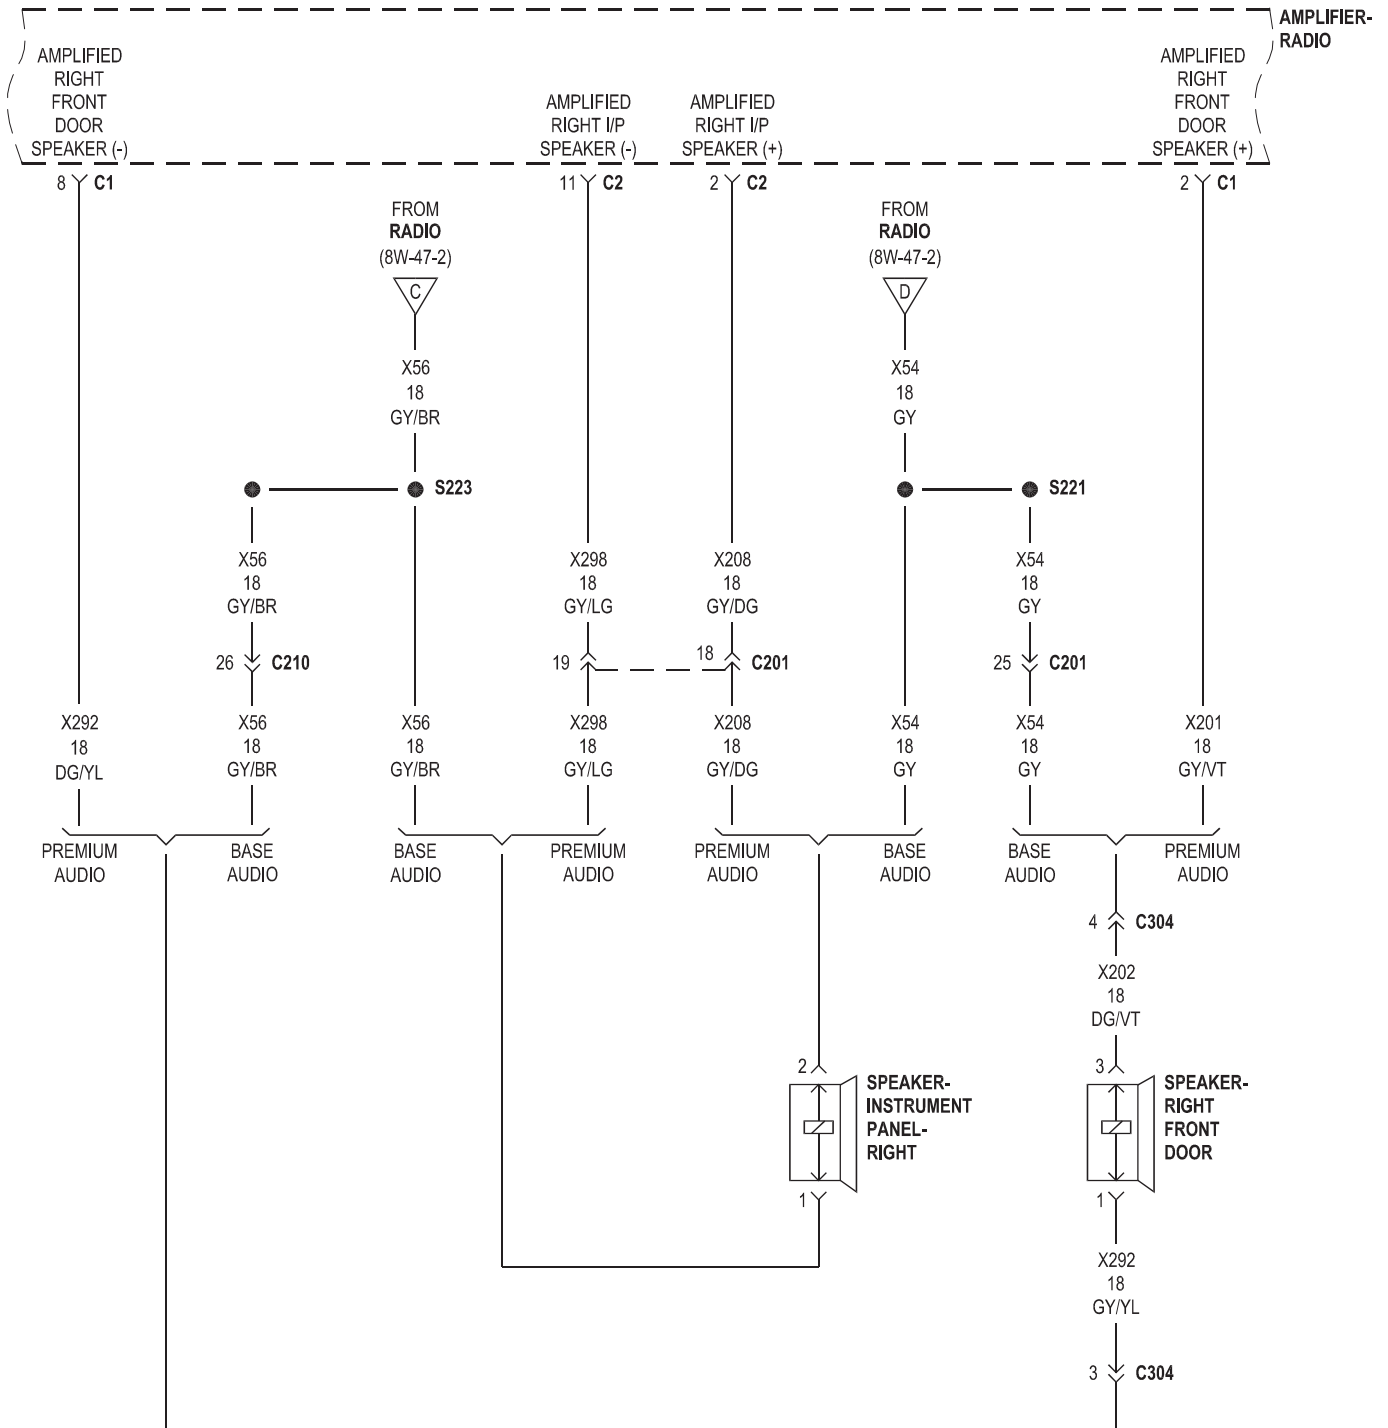 AMPLIFIER-
RADIO
AMPLIFIED
RIGHT
FRONT
DOOR
SPEAKER (-)
AMPLIFIED
RIGHT I/P
SPEAKER (-)
AMPLIFIED
RIGHT I/P
SPEAKER (+)
AMPLIFIED
RIGHT
FRONT
DOOR
SPEAKER (+)
8 C1
11 C2
2 C2
2 C1
FROM
RADIO
(8W-47-2)
C
FROM
RADIO
(8W-47-2)
D
X56
18
GY/BR
X54
18
GY
S223
S221
X56
18
GY/BR
X298
18
GY/LG
X208
18
GY/DG
X54
18
GY
26 C210
19
18 C201
25 C201
X292
18
DG/YL
X56
18
GY/BR
X56
18
GY/BR
X298
18
GY/LG
X208
18
GY/DG
X54
18
GY
X54
18
GY
X201
18
GY/VT
PREMIUM
AUDIO
BASE
AUDIO
BASE
AUDIO
PREMIUM
AUDIO
PREMIUM
AUDIO
BASE
AUDIO
BASE
AUDIO
PREMIUM
AUDIO
4 C304
X202
18
DG/VT
2
SPEAKER-
INSTRUMENT
PANEL-
RIGHT
1
3
SPEAKER-
RIGHT
FRONT
DOOR
1
X292
18
GY/YL
3 C304